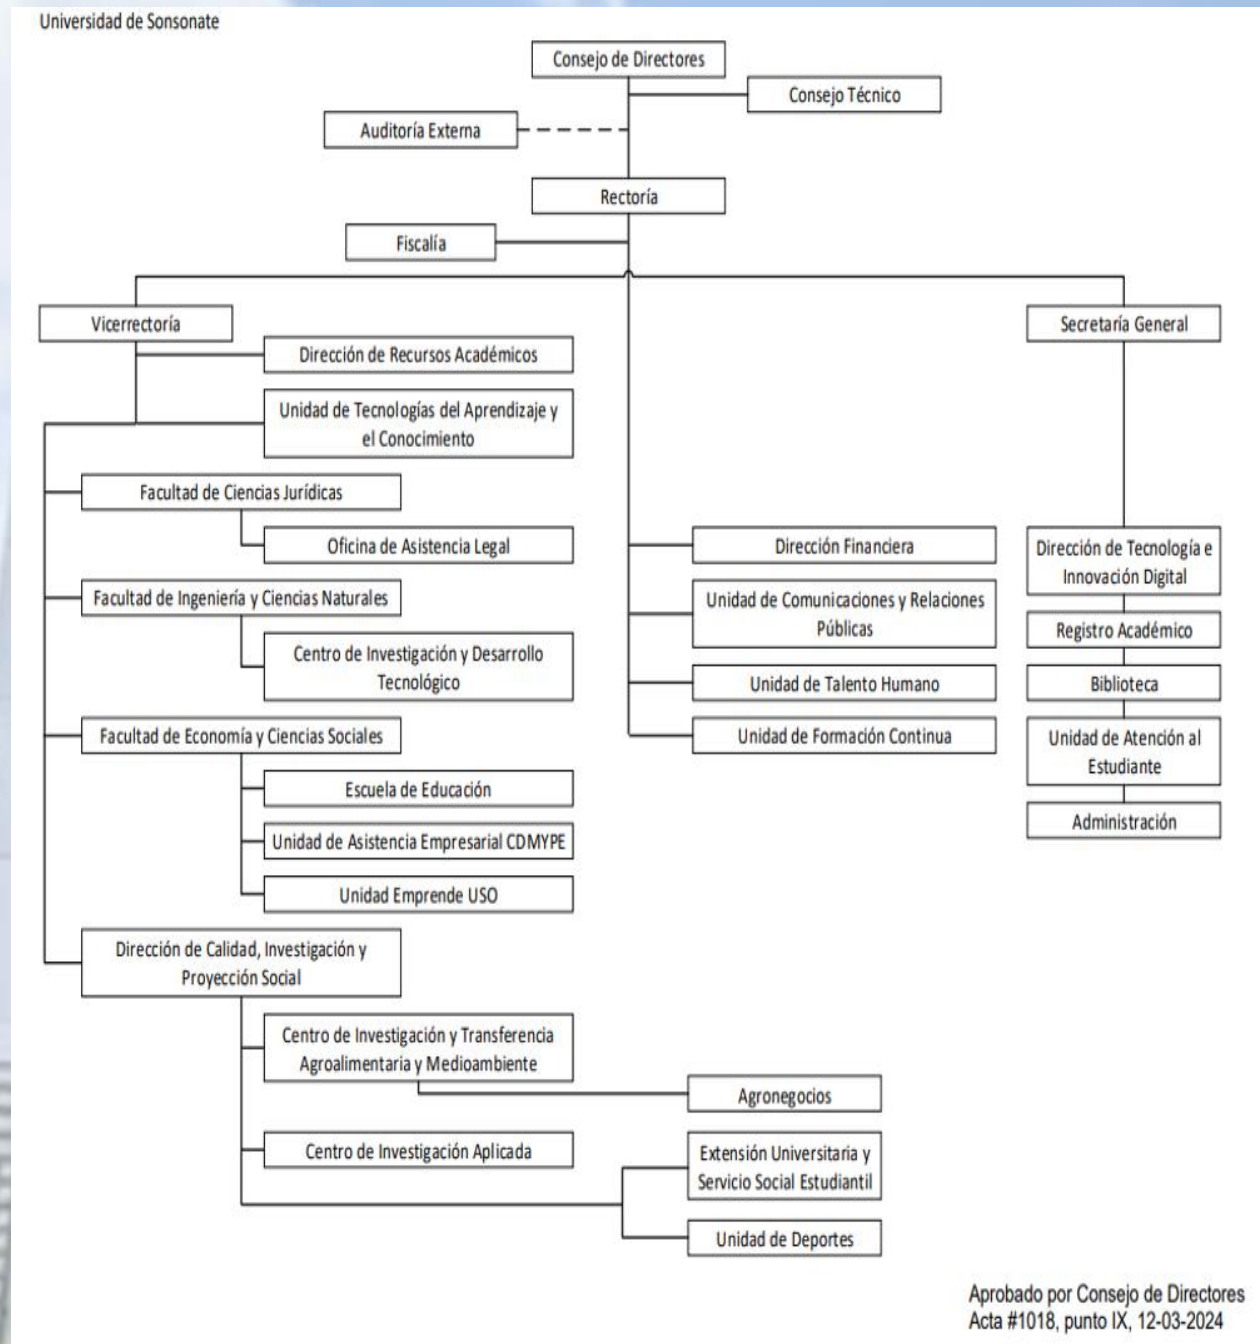 Universidad de Sonsonate
Consejo de Directores
Consejo Técnico
Auditoría Externa
Rectoría
Fiscalía
Vicerrectoría
Secretaría General
Dirección de Recursos Académicos
Unidad de Tecnologías del Aprendizaje y
el Conocimiento
Facultad de Ciencias Jurídicas
Oficina de Asistencia Legal
Facultad de Ingeniería y Ciencias Naturales
Centro de Investigación y Desarrollo
Tecnológico
Facultad de Economía y Ciencias Sociales
Escuela de Educación
Unidad de Asistencia Empresarial CDMYPE
Unidad Emprende USO
Dirección de Calidad, Investigación y
Proyección Social
Centro de Investigación y Transferencia
Agroalimentaria y Medioambiente
Agronegocios
Centro de Investigación Aplicada
Extensión Universitaria y
Servicio Social Estudiantil
Unidad de Deportes
Dirección Financiera
Unidad de Comunicaciones y Relaciones
Públicas
Unidad de Talento Humano
Unidad de Formación Continua
Dirección de Tecnología e
Innovación Digital
Registro Académico
Biblioteca
Unidad de Atención al
Estudiante
Administración
Aprobado por Consejo de Directores
Acta #1018, punto IX, 12-03-2024